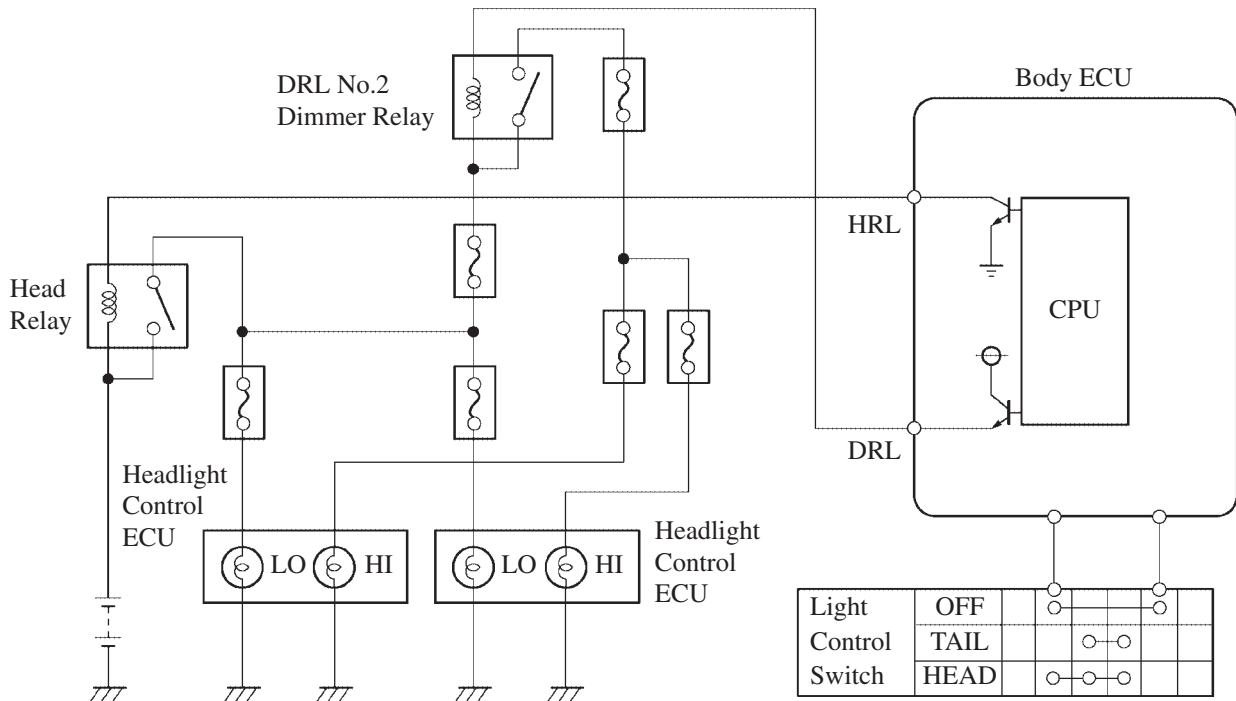 DRL No.2
Dimmer Relay
Body ECU
HRL
Head
Relay
CPU
DRL
Headlight
Control
ECU
LO
HI
LO
HI
Headlight
Control
ECU
Light
OFF
Control
TAIL
Switch
HEAD